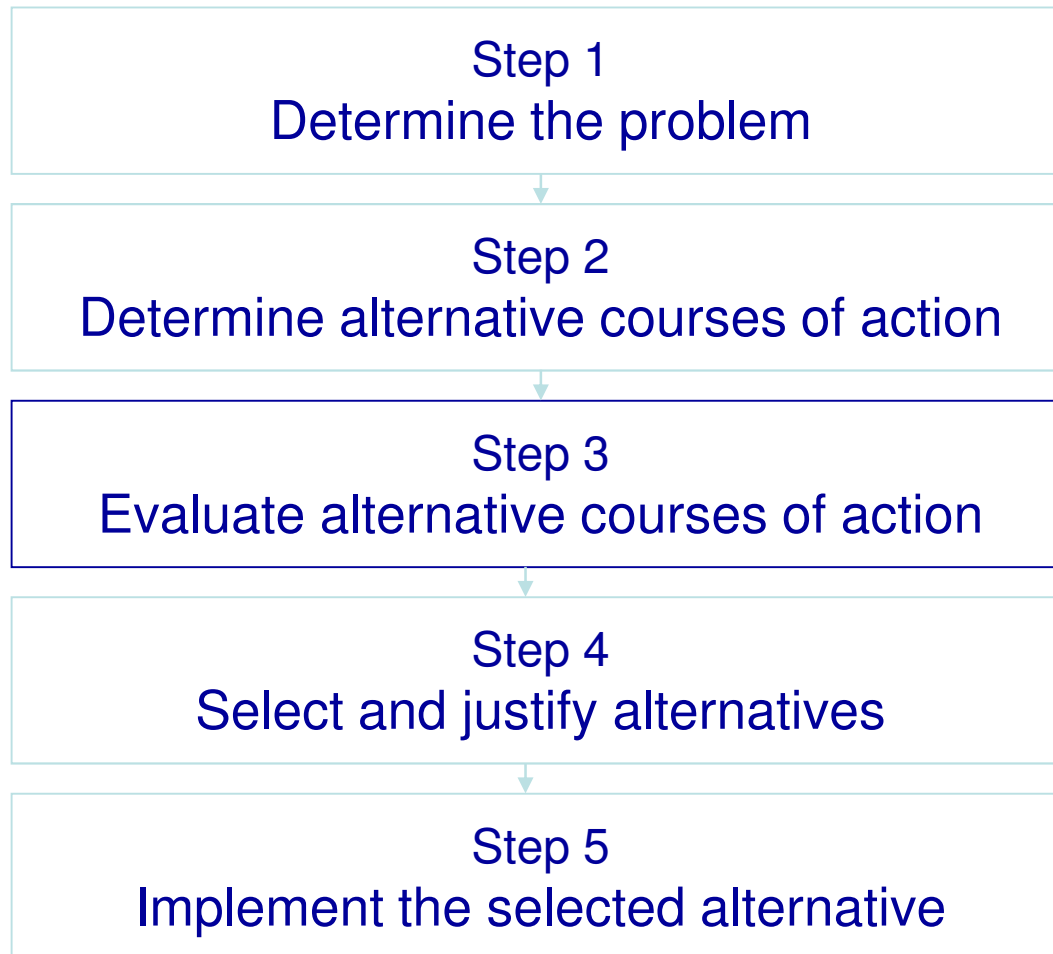 Step 1
Determine the problem
Step 2
Determine alternative courses of action
Step 3
Evaluate alternative courses of action
Step 4
Select and justify alternatives
Step 5
Implement the selected alternative